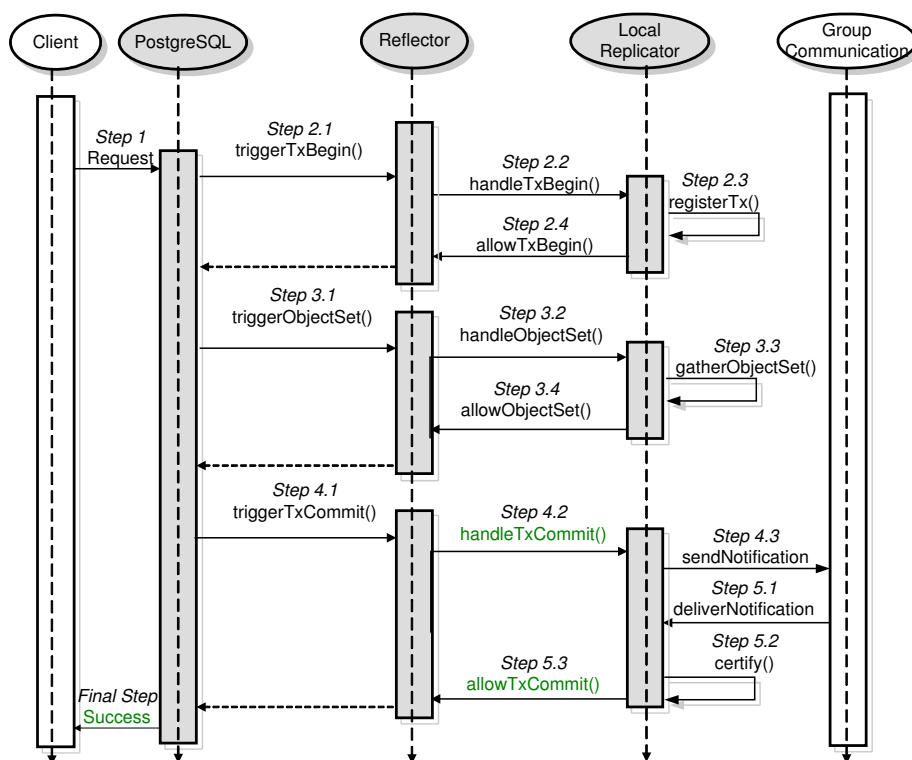 Client
PostgreSQL
Reflector
Local
Replicator
Group
Communication
Step 1
Request
Step 2.1
triggerTxBegin()
Step 2.2
handleTxBegin()
Step 2.3
registerTx()
Step 2.4
allowTxBegin()
Step 3.1
triggerObjectSet()
Step 3.2
handleObjectSet()
Step 3.3
gatherObjectSet()
Step 3.4
allowObjectSet()
Step 4.1
triggerTxCommit()
Step 4.2
handleTxCommit()
Step 4.3
sendNotification
Step 5.1
deliverNotification
Step 5.2
certify()
Step 5.3
allowTxCommit()
Final Step
Success